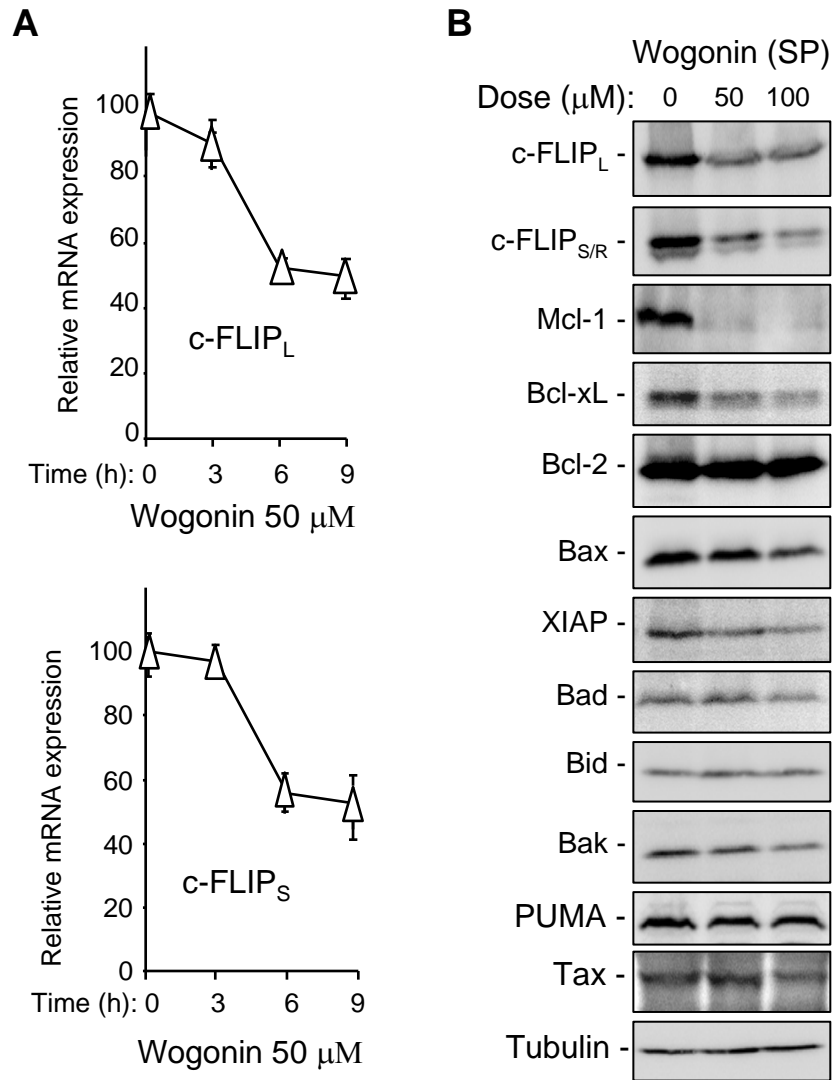 A
Relative mRNA expression
100
80
60
40
20
0
c-FLIPL
Time (h): 0 3 6 9
Wogonin 50 μM
Relative mRNA expression
100
80
60
40
20
0
c-FLIPS
Time (h): 0 3 6 9
Wogonin 50 μM
B
Wogonin (SP)
Dose (μM): 0 50 100
c-FLIPL -
c-FLIPS/R -
Mcl-1 -
Bcl-xL -
Bcl-2 -
Bax -
XIAP -
Bad -
Bid -
Bak -
PUMA -
Tax -
Tubulin -